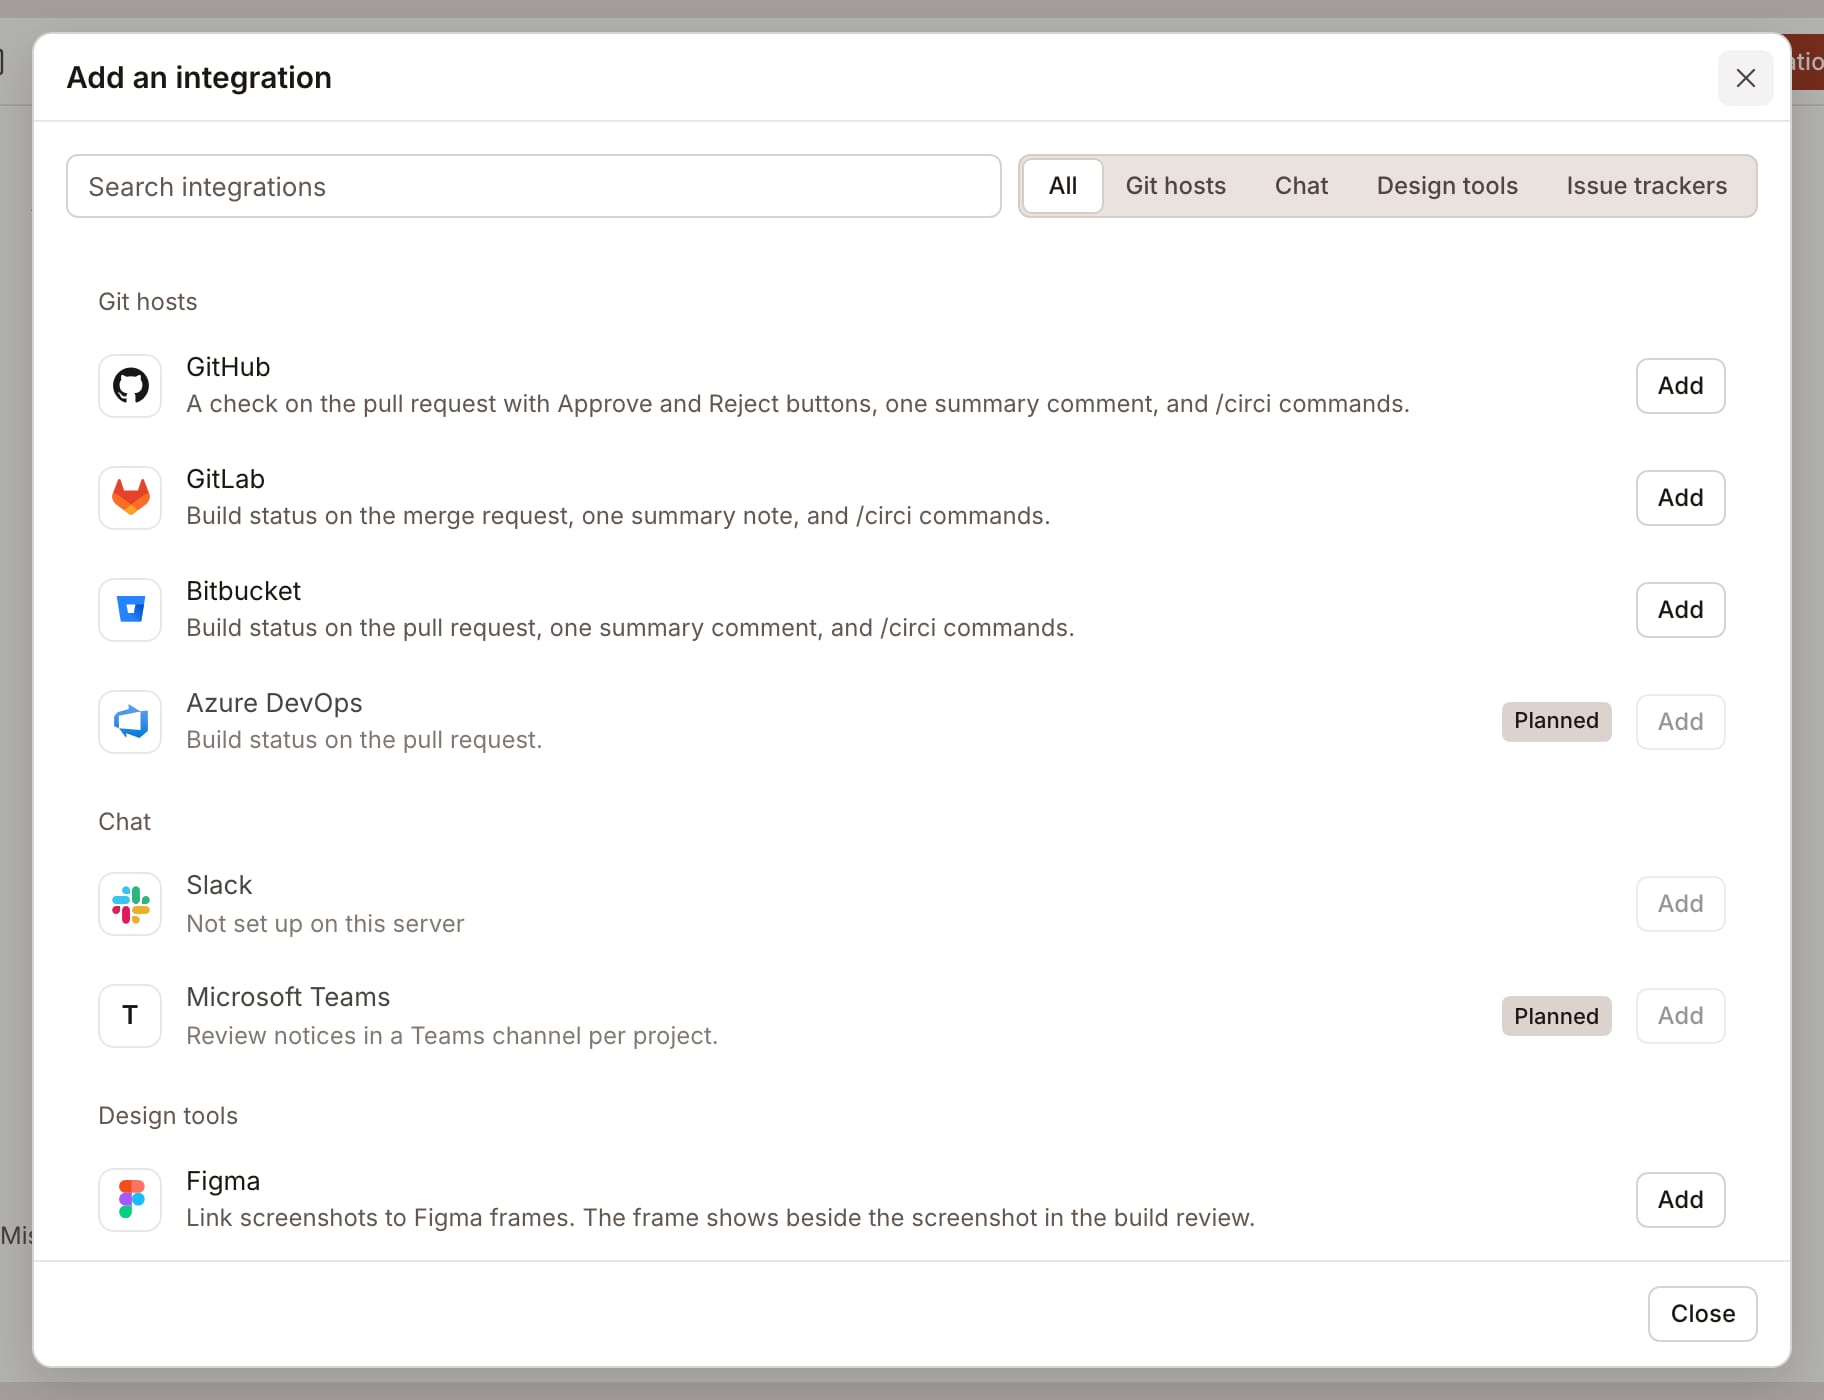 Add an integration
Search integrations
All
Git hosts
Chat
Design tools
Issue trackers
Git hosts
GitHub
A check on the pull request with Approve and Reject buttons, one summary comment, and /circi commands.
Add
GitLab
Build status on the merge request, one summary note, and /circi commands.
Add
Bitbucket
Build status on the pull request, one summary comment, and /circi commands.
Add
Azure DevOps
Build status on the pull request.
Planned
Add
Chat
Slack
Not set up on this server
Add
T
Microsoft Teams
Review notices in a Teams channel per project.
Planned
Add
Design tools
Figma
Link screenshots to Figma frames. The frame shows beside the screenshot in the build review.
Add
Close